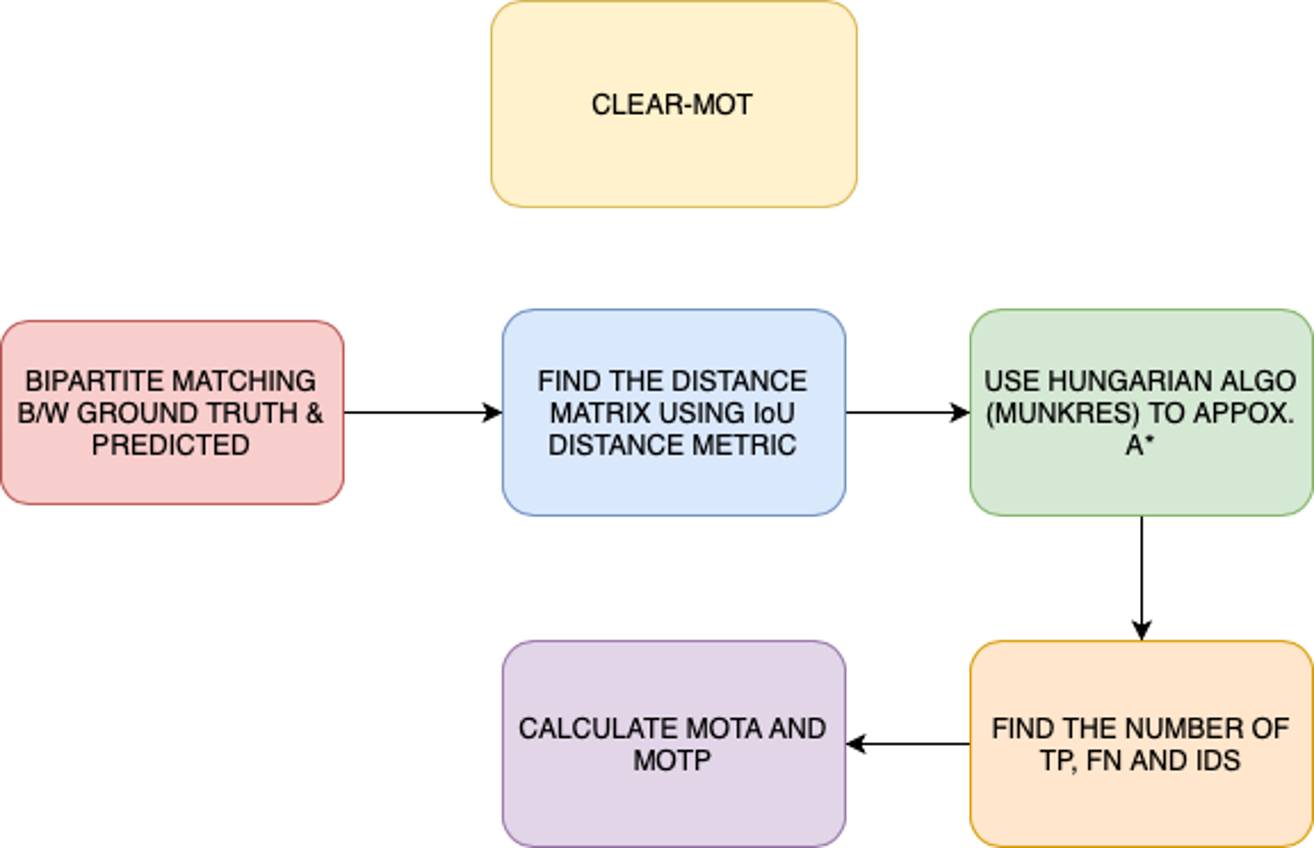 CLEAR-MOT
BIPARTITE MATCHING
B/W GROUND TRUTH &
PREDICTED
FIND THE DISTANCE
MATRIX USING IoU
DISTANCE METRIC
USE HUNGARIAN ALGO
(MUNKRES) TO APPOX.
A*
FIND THE NUMBER OF
TP, FN AND IDS
CALCULATE MOTA AND
MOTP